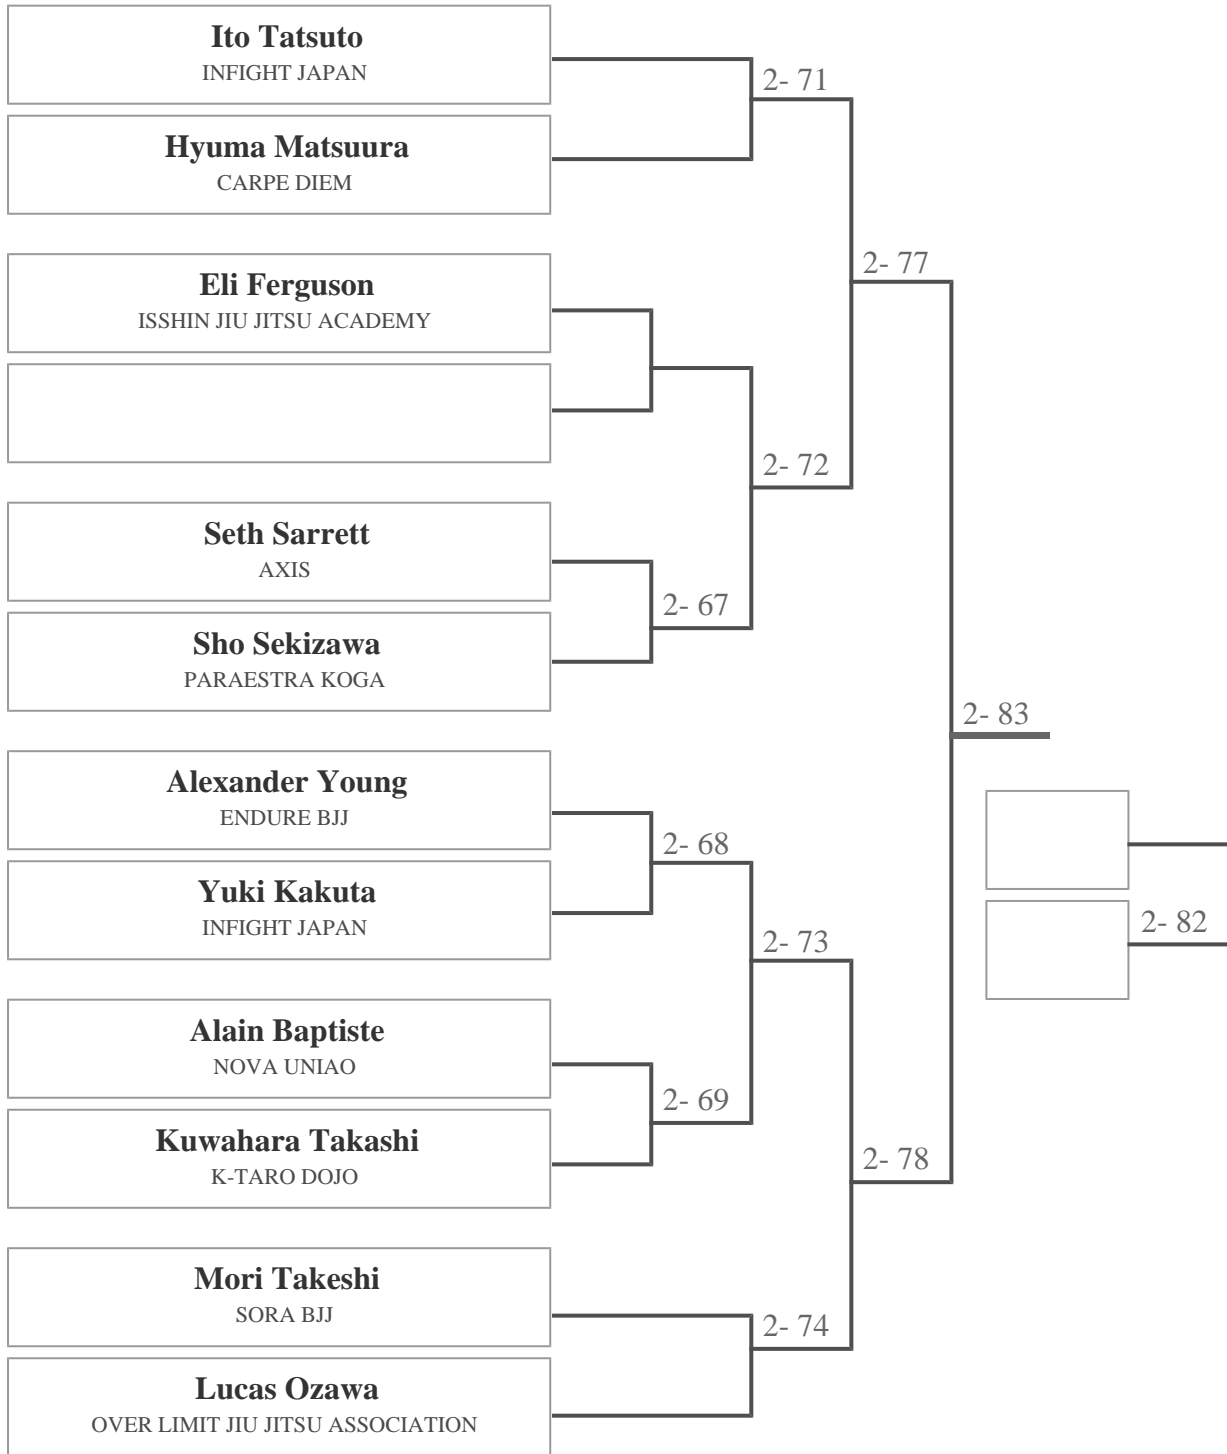 Ito Tatsuto
INFIGHT JAPAN
2- 71
Hyuma Matsuura
CARPE DIEM
2- 77
Eli Ferguson
ISSHIN JIU JITSU ACADEMY
2- 72
Seth Sarrett
AXIS
2- 67
Sho Sekizawa
PARAESTRA KOGA
2- 83
Alexander Young
ENDURE BJJ
2- 68
Yuki Kakuta
INFIGHT JAPAN
2- 82
2- 73
Alain Baptiste
NOVA UNIAO
2- 69
Kuwahara Takashi
K-TARO DOJO
2- 78
Mori Takeshi
SORA BJJ
2- 74
Lucas Ozawa
OVER LIMIT JIU JITSU ASSOCIATION